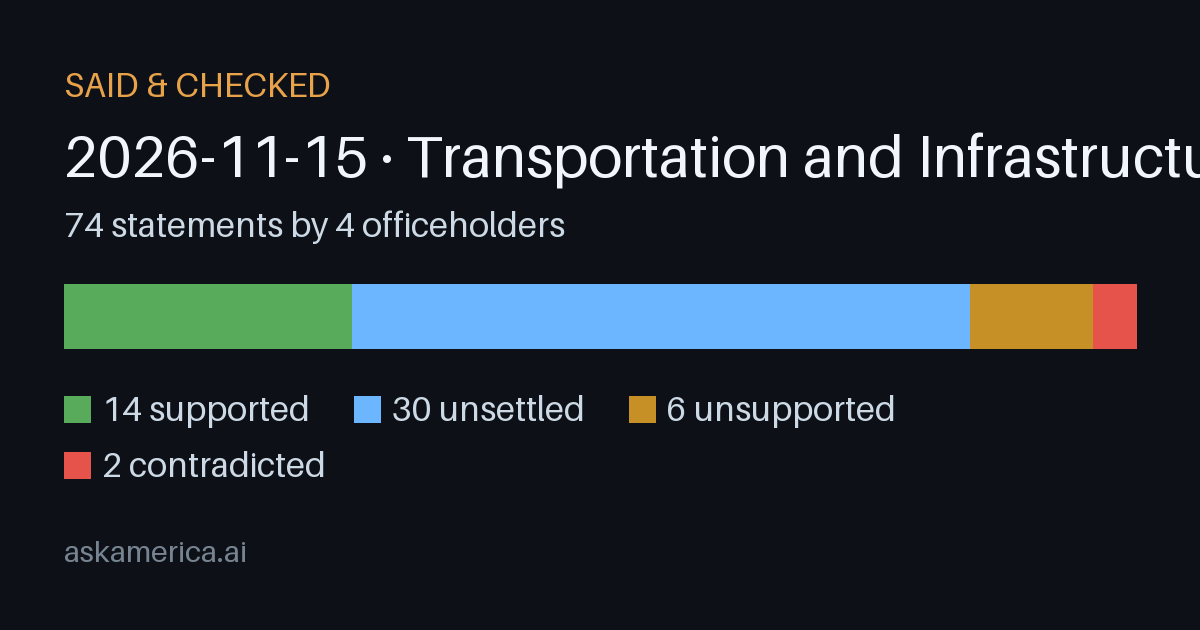 SAID & CHECKED
2026-11-15 · Transportation and Infrastructu
74 statements by 4 officeholders
14 supported
30 unsettled
6 unsupported
2 contradicted
askamerica.ai